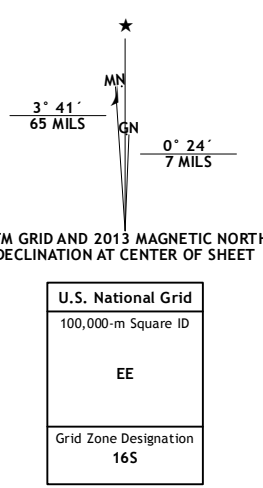 MN
3° 41´
65 MILS
GN
0° 24´
7 MILS
TM GRID AND 2013 MAGNETIC NORTH
DECLINATION AT CENTER OF SHEET
U.S. National Grid
100,000-m Square ID
EE
Grid Zone Designation
16S